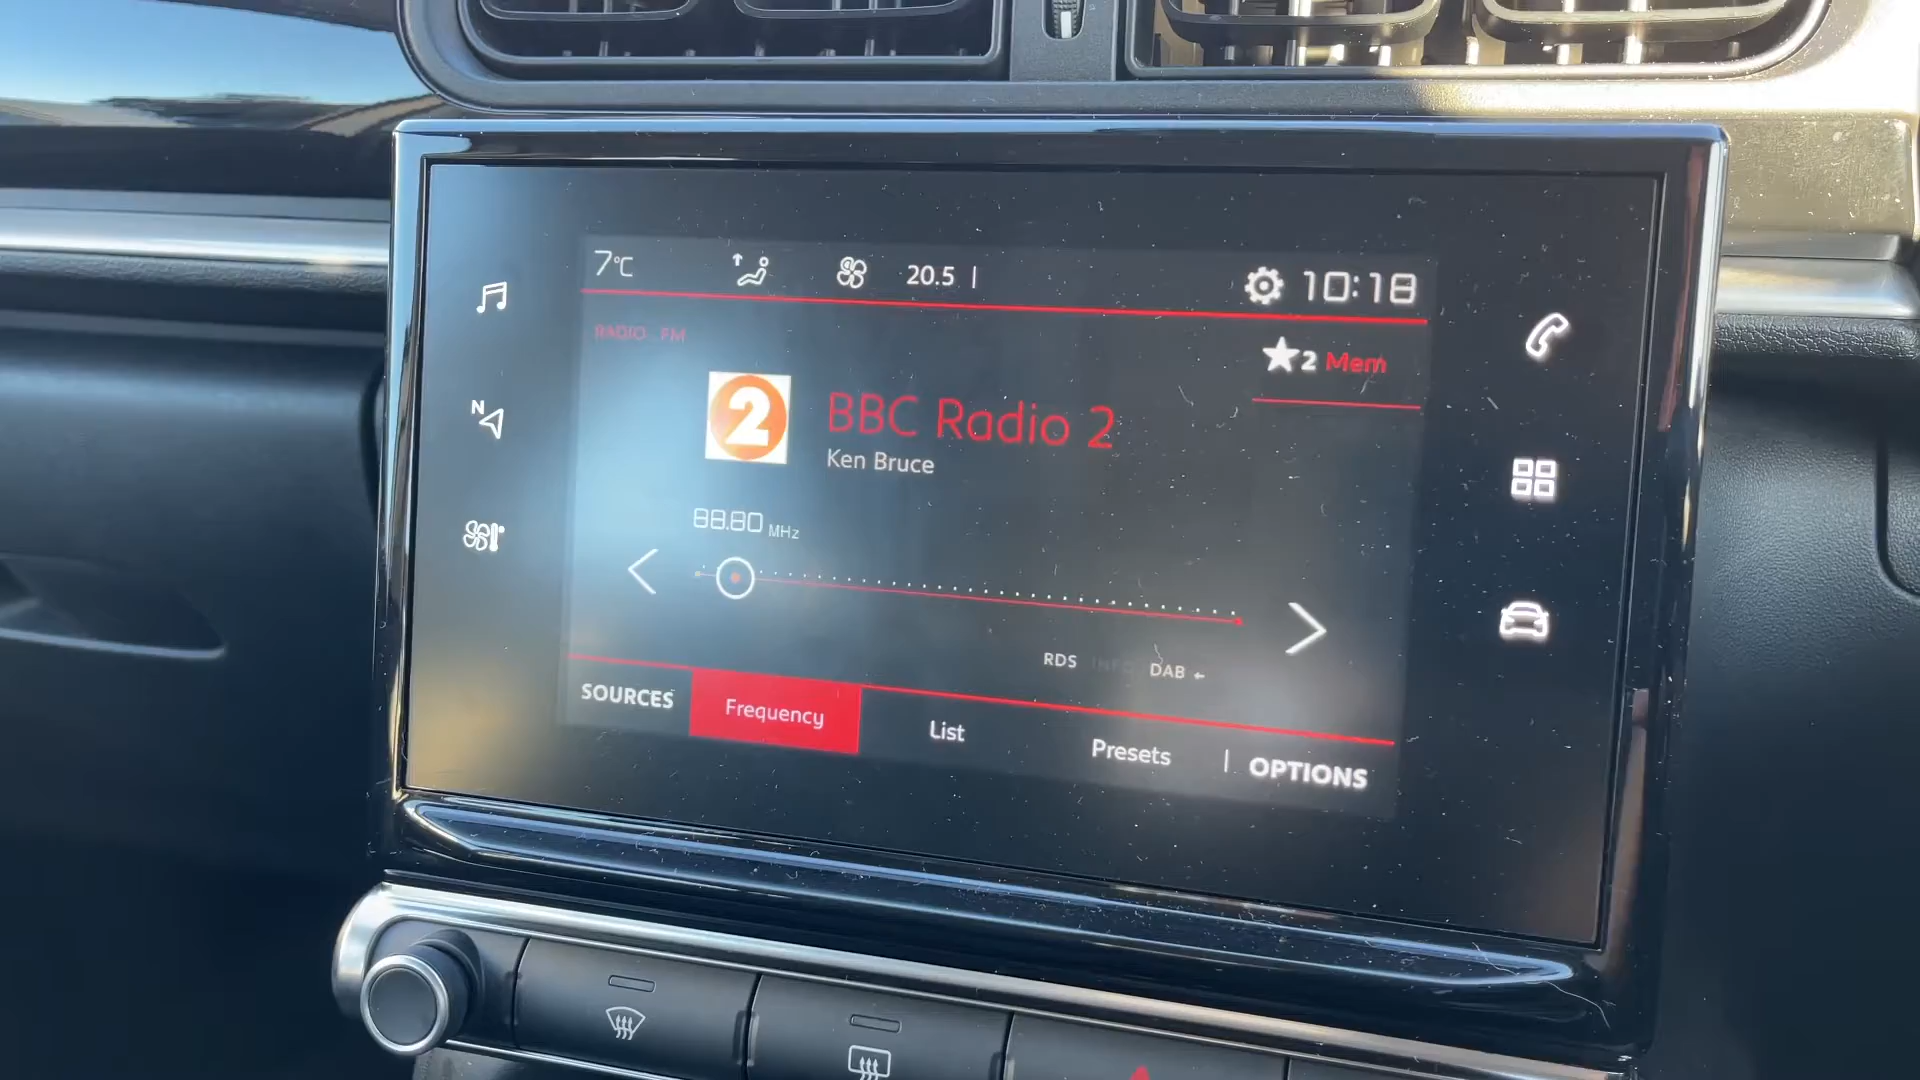 7°C 20.5 10:18
RADIO FM
2 Mem
2
BBC Radio 2
Ken Bruce
88.80 MHz
N
RDS INFO DAB
SOURCES Frequency List Presets OPTIONS